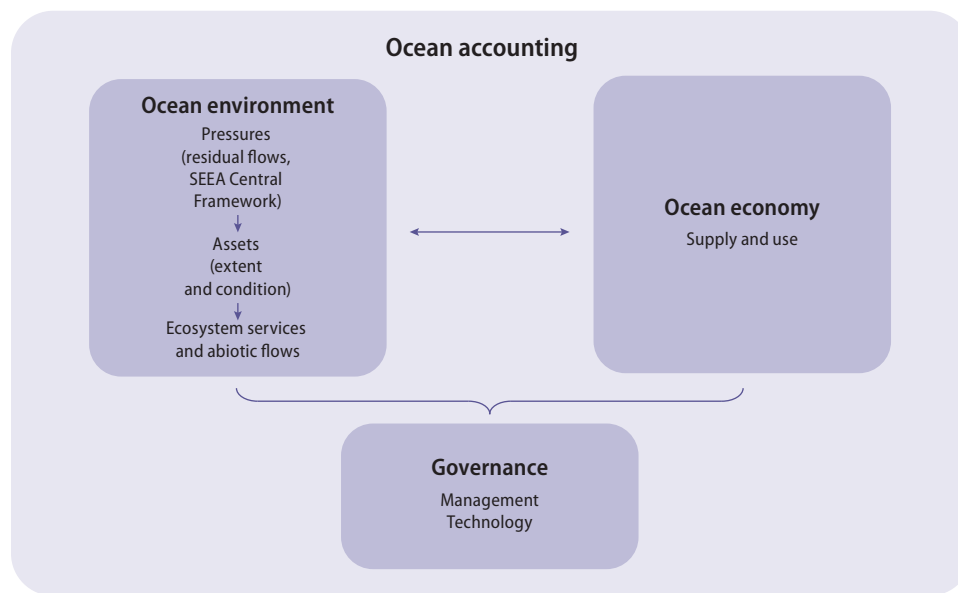 Ocean accounting
Ocean environment
Pressures
(residual flows,
SEEA Central
Framework)
Assets
(extent
and condition)
Ecosystem services
and abiotic flows
Ocean economy
Supply and use
Governance
Management
Technology